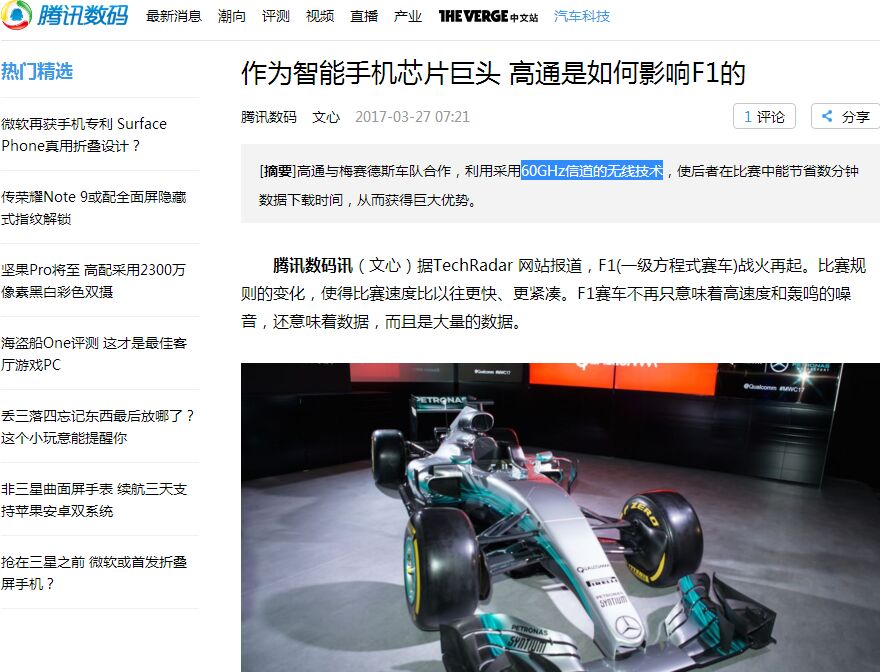 腾讯数码 最新消息 潮向 评测 视频 直播 产业 THE VERGE 中文站 汽车科技
热门精选
微软再获手机专利 Surface
Phone真用折叠设计？
传荣耀Note 9或配全面屏隐藏
式指纹解锁
坚果Pro将至 高配采用2300万
像素黑白彩色双摄
海盗船One评测 这才是最佳客
厅游戏PC
丢三落四忘记东西最后放哪了？
这个小玩意能提醒你
非三星曲面屏手表 续航三天支
持苹果安卓双系统
抢在三星之前 微软或首发折叠
屏手机？
作为智能手机芯片巨头 高通是如何影响F1的
腾讯数码 文心 2017-03-27 07:21
1 评论
分享
[摘要]高通与梅赛德斯车队合作，利用采用60GHz信道的无线技术，使后者在比赛中能节省数分钟
数据下载时间，从而获得巨大优势。
腾讯数码讯（文心）据TechRadar 网站报道，F1(一级方程式赛车)战火再起。比赛规
则的变化，使得比赛速度比以往更快、更紧凑。F1赛车不再只意味着高速度和轰鸣的噪
音，还意味着数据，而且是大量的数据。
@Qualcomm #MWC17
PETRONAS
@Qualcomm #MWC17
PETRONAS
ZERO
QUALCOMM
PIRELLI
PETRONAS
SYNTIUM
PETRONAS
SYNTIUM